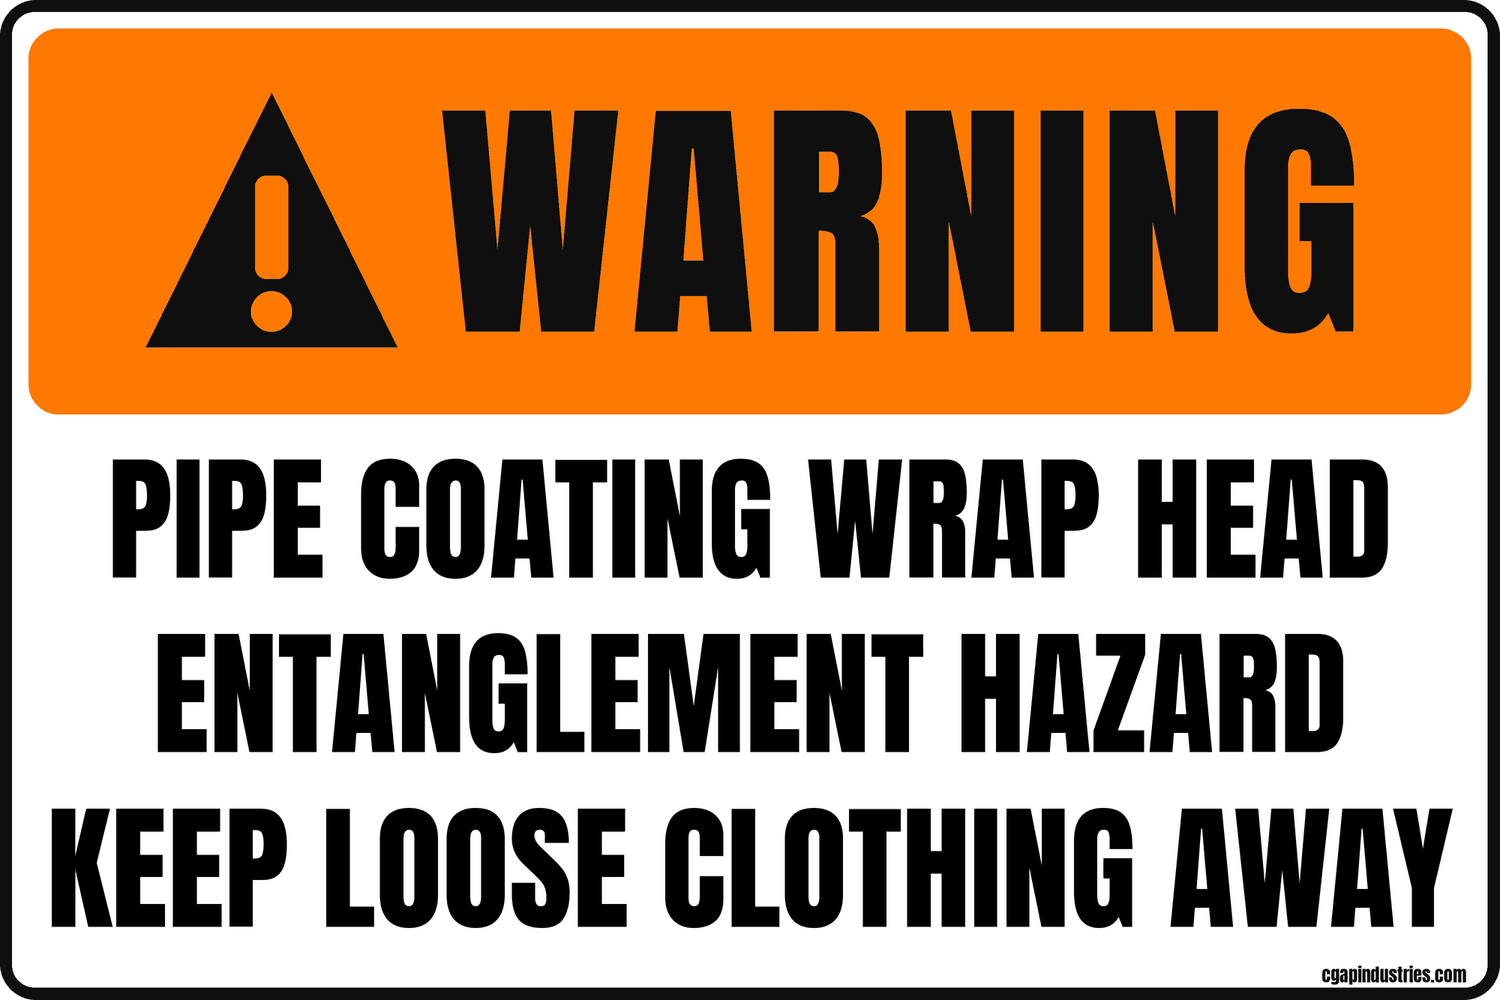 WARNING
PIPE COATING WRAP HEAD
ENTANGLEMENT HAZARD
KEEP LOOSE CLOTHING AWAY
cgapindustries.com